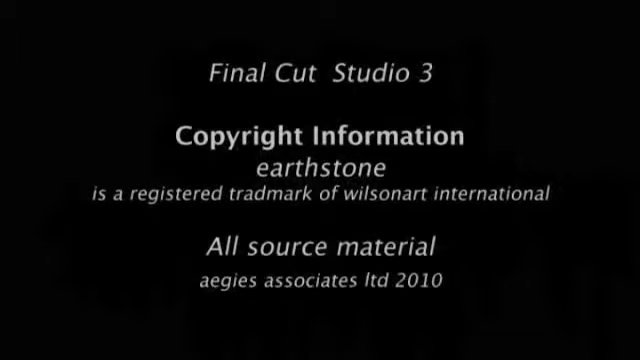 Final Cut Studio 3
Copyright Information
earthstone
is a registered tradmark of wilsonart international
All source material
aegies associates ltd 2010